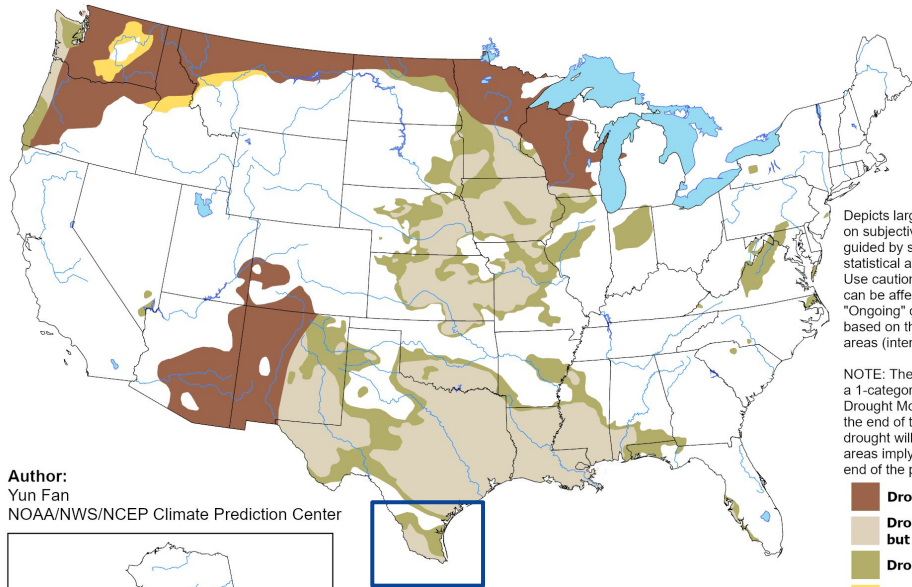 Depicts larg
on subjectiv
guided by s
statistical a
Use caution
can be affe
"Ongoing" d
based on th
areas (inter
NOTE: The
a 1-categor
Drought Mo
the end of t
drought will
areas imply
end of the p
Dro
Dro
but
Dro
Author:
Yun Fan
NOAA/NWS/NCEP Climate Prediction Center